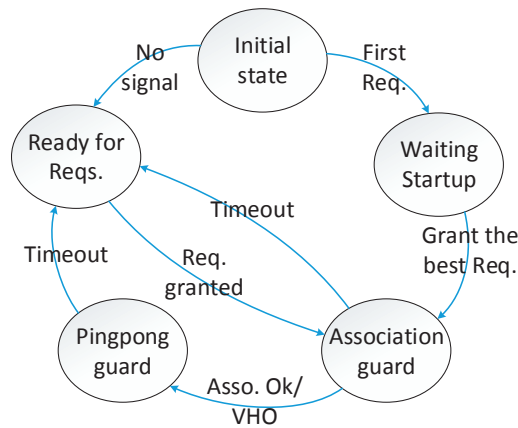 Initial
state
No
signal
First
Req.
Ready for
Reqs.
Waiting
Startup
Timeout
Grant the
best Req.
Timeout
Req.
granted
Pingpong
guard
Association
guard
Asso. Ok/
VHO